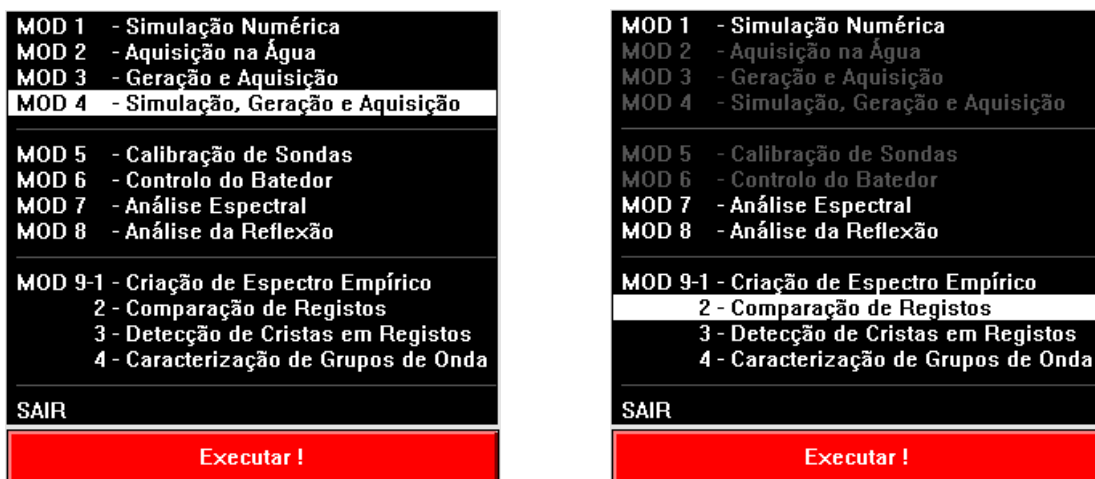 MOD 1 - Simulação Numérica
MOD 2 - Aquisição na Água
MOD 3 - Geração e Aquisição
MOD 4 - Simulação, Geração e Aquisição
MOD 5 - Calibração de Sondas
MOD 6 - Controlo do Batedor
MOD 7 - Análise Espectral
MOD 8 - Análise da Reflexão
MOD 9-1 - Criação de Espectro Empírico
2 - Comparação de Registos
3 - Detecção de Cristas em Registos
4 - Caracterização de Grupos de Onda
SAIR
Executar !
MOD 1 - Simulação Numérica
MOD 2 - Aquisição na Água
MOD 3 - Geração e Aquisição
MOD 4 - Simulação, Geração e Aquisição
MOD 5 - Calibração de Sondas
MOD 6 - Controlo do Batedor
MOD 7 - Análise Espectral
MOD 8 - Análise da Reflexão
MOD 9-1 - Criação de Espectro Empírico
2 - Comparação de Registos
3 - Detecção de Cristas em Registos
4 - Caracterização de Grupos de Onda
SAIR
Executar !